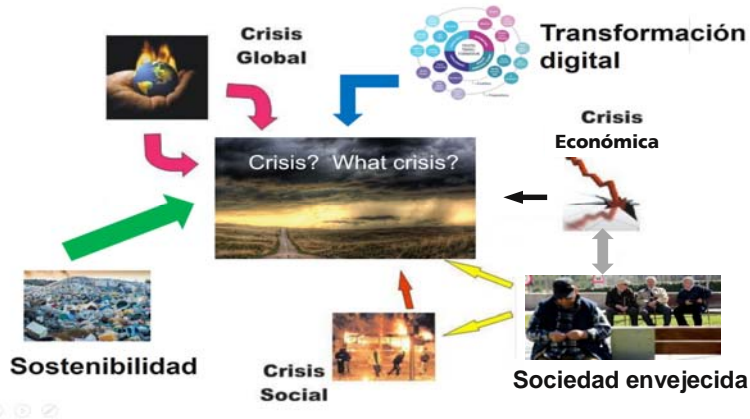 Crisis
Global
Transformación
digital
Crisis
Económica
Crisis? What crisis?
Sostenibilidad
Crisis
Social
Sociedad envejecida